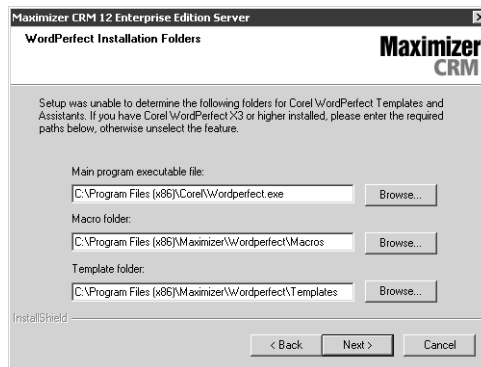 Maximizer CRM 12 Enterprise Edition Server
WordPerfect Installation Folders
Maximizer
CRM
Setup was unable to determine the following folders for Corel WordPerfect Templates and
Assistants. If you have Corel WordPerfect X3 or higher installed, please enter the required
paths below, otherwise unselect the feature.
Main program executable file:
C:\Program Files (x86)\Corel\Wordperfect.exe
Browse...
Macro folder:
C:\Program Files (x86)\Maximizer\Wordperfect\Macros
Browse...
Template folder:
C:\Program Files (x86)\Maximizer\Wordperfect\Templates
Browse...
InstallShield
< Back
Next >
Cancel